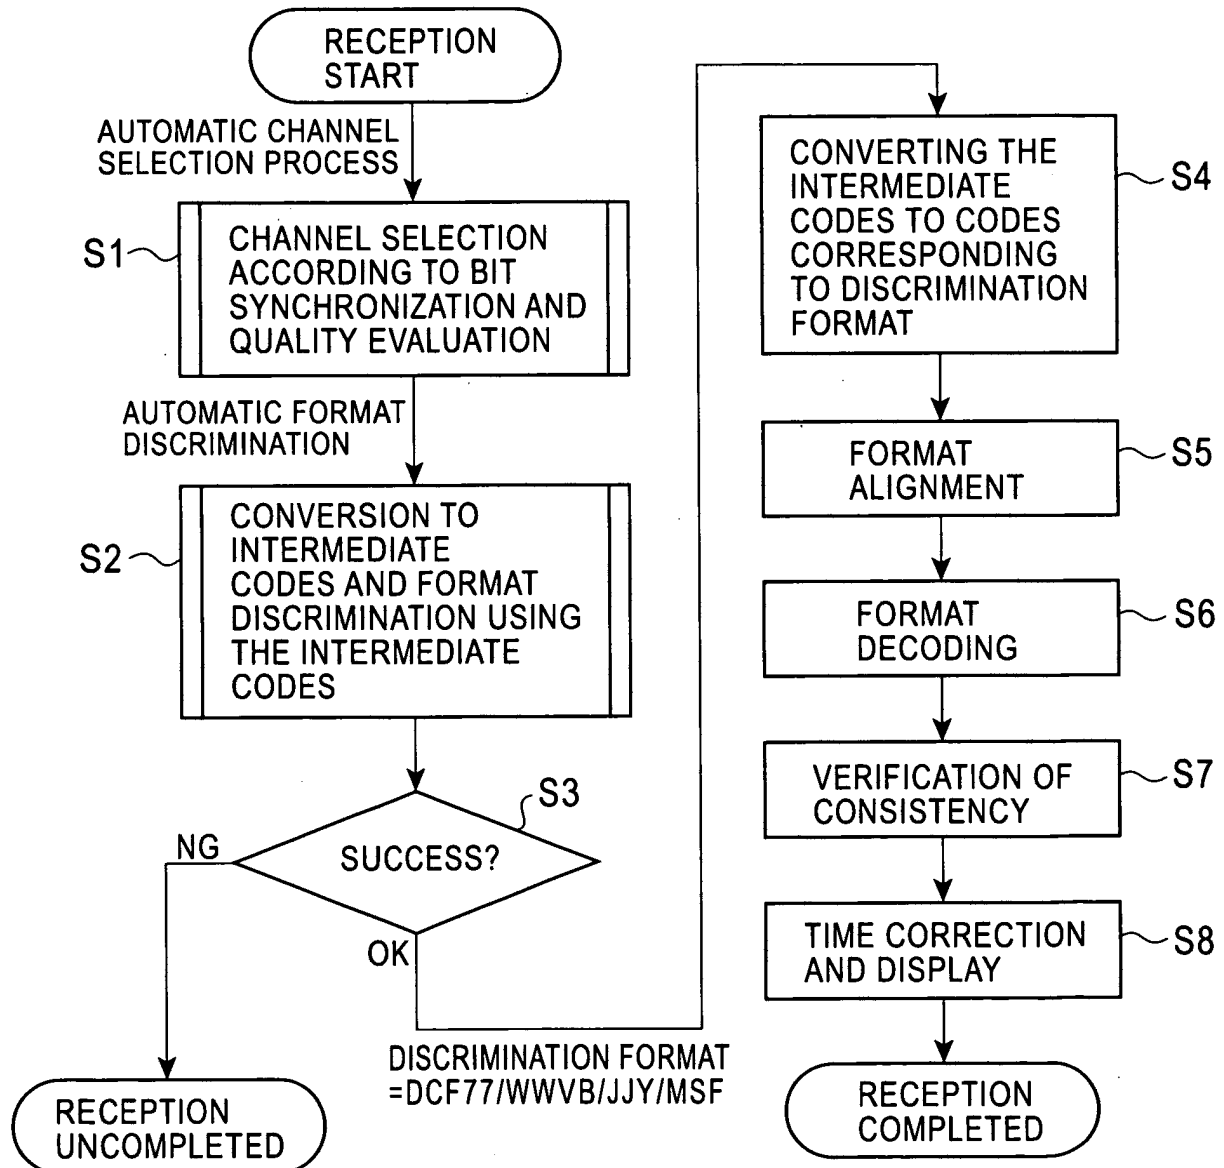 RECEPTION
START
AUTOMATIC CHANNEL
SELECTION PROCESS
S1
CHANNEL SELECTION
ACCORDING TO BIT
SYNCHRONIZATION AND
QUALITY EVALUATION
AUTOMATIC FORMAT
DISCRIMINATION
S2
CONVERSION TO
INTERMEDIATE
CODES AND FORMAT
DISCRIMINATION USING
THE INTERMEDIATE
CODES
S3
SUCCESS?
NG
OK
RECEPTION
UNCOMPLETED
DISCRIMINATION FORMAT
=DCF77/WWVB/JJY/MSF
CONVERTING THE
INTERMEDIATE
CODES TO CODES
CORRESPONDING
TO DISCRIMINATION
FORMAT
S4
FORMAT
ALIGNMENT
S5
FORMAT
DECODING
S6
VERIFICATION OF
CONSISTENCY
S7
TIME CORRECTION
AND DISPLAY
S8
RECEPTION
COMPLETED